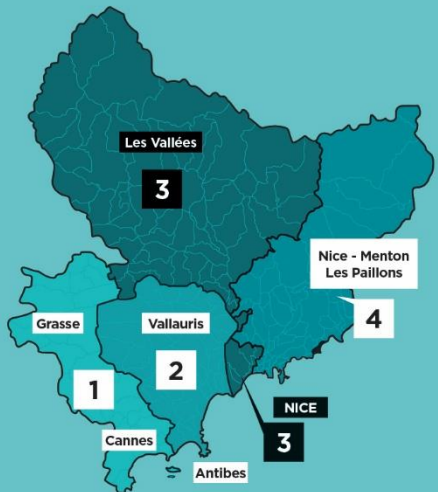 Les Vallées
3
Nice - Menton
Les Paillons
4
Grasse
Vallauris
1
2
NICE
3
Cannes
Antibes